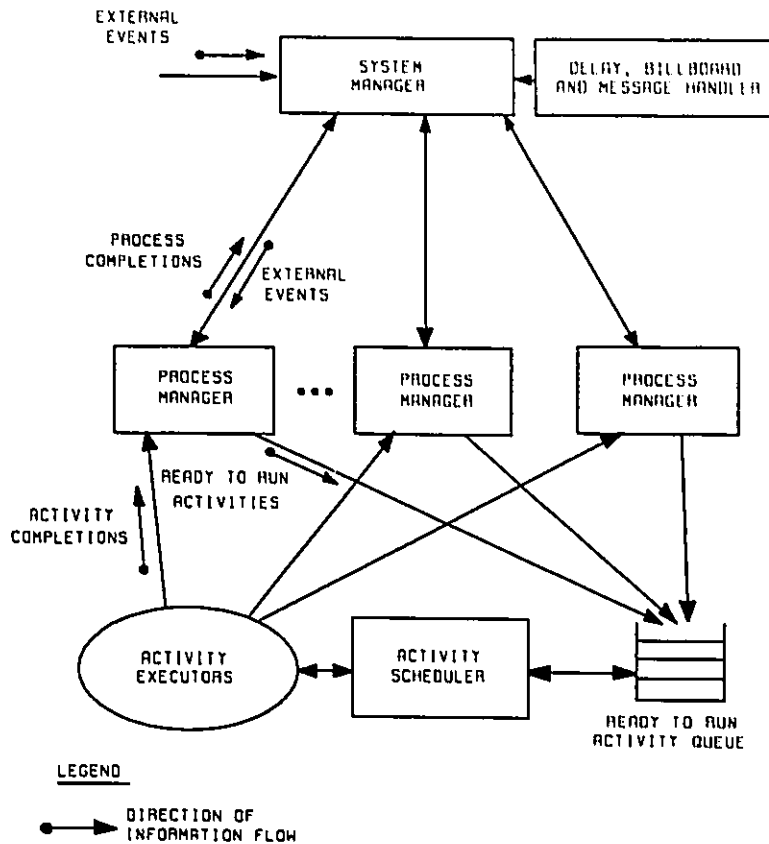 EXTERNAL
EVENTS
SYSTEM
MANAGER
DELAY, BILLBOARD
AND MESSAGE HANDLER
PROCESS
COMPLETIONS
EXTERNAL
EVENTS
PROCESS
MANAGER
PROCESS
MANAGER
PROCESS
MANAGER
READY TO RUN
ACTIVITIES
ACTIVITY
COMPLETIONS
ACTIVITY
EXECUTORS
ACTIVITY
SCHEDULER
READY TO RUN
ACTIVITY QUEUE
LEGEND
DIRECTION OF
INFORMATION FLOW